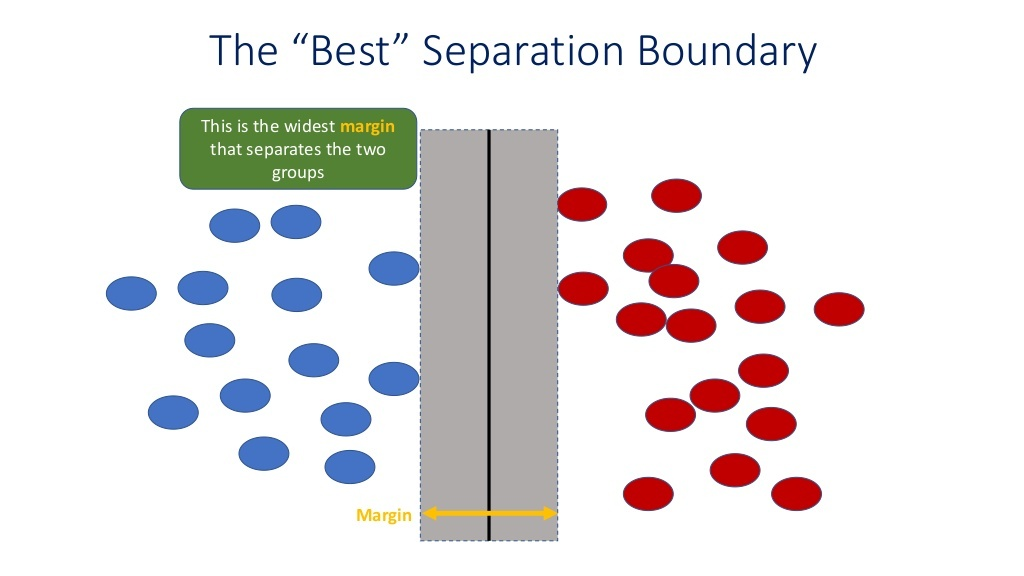 The “Best” Separation Boundary
This is the widest margin
that separates the two
groups
Margin